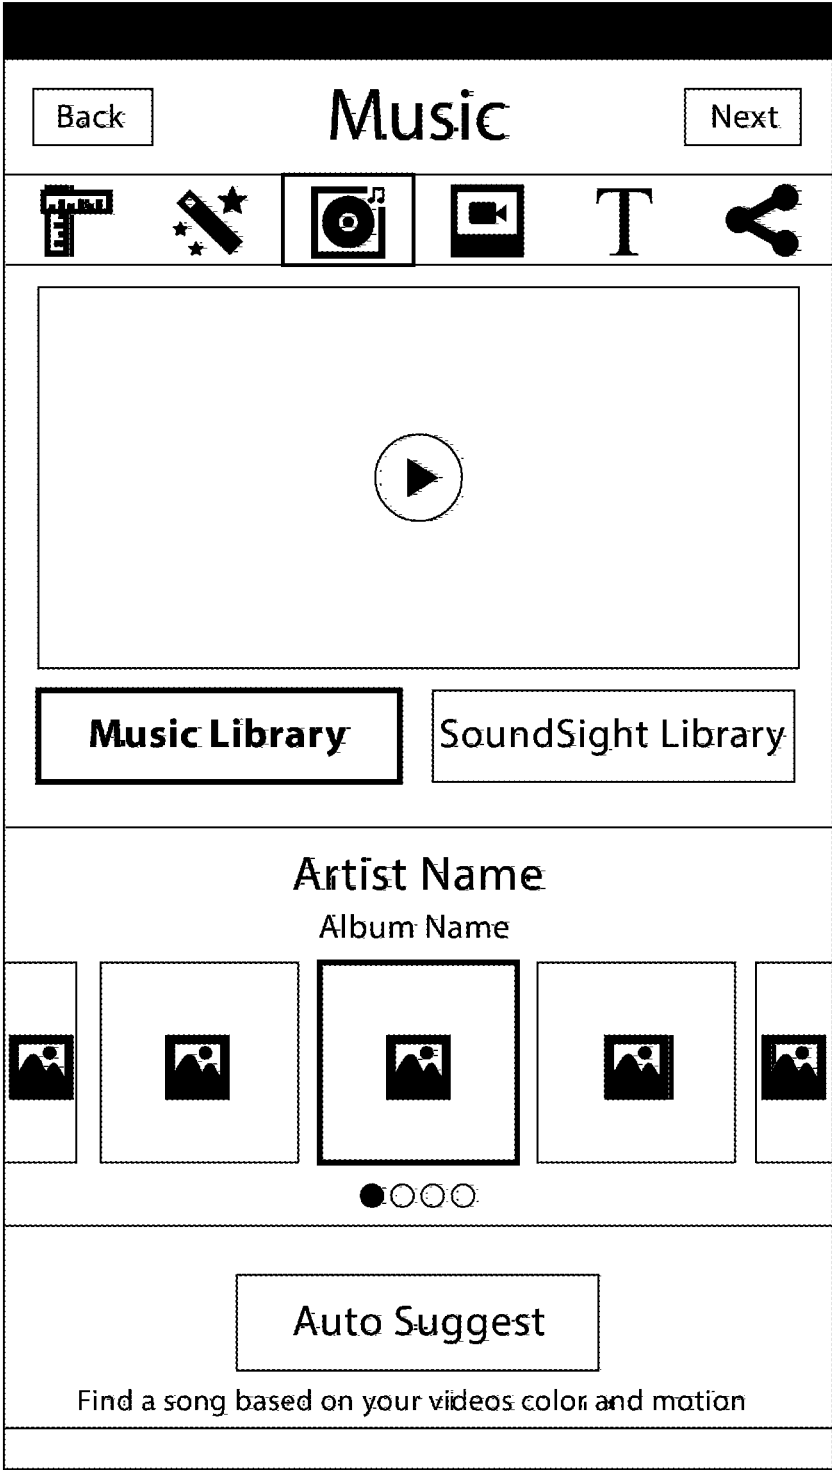 Back Music Next
T
Music Library SoundSight Library
Artist Name
Album Name
Auto Suggest
Find a song based on your videos color and motion